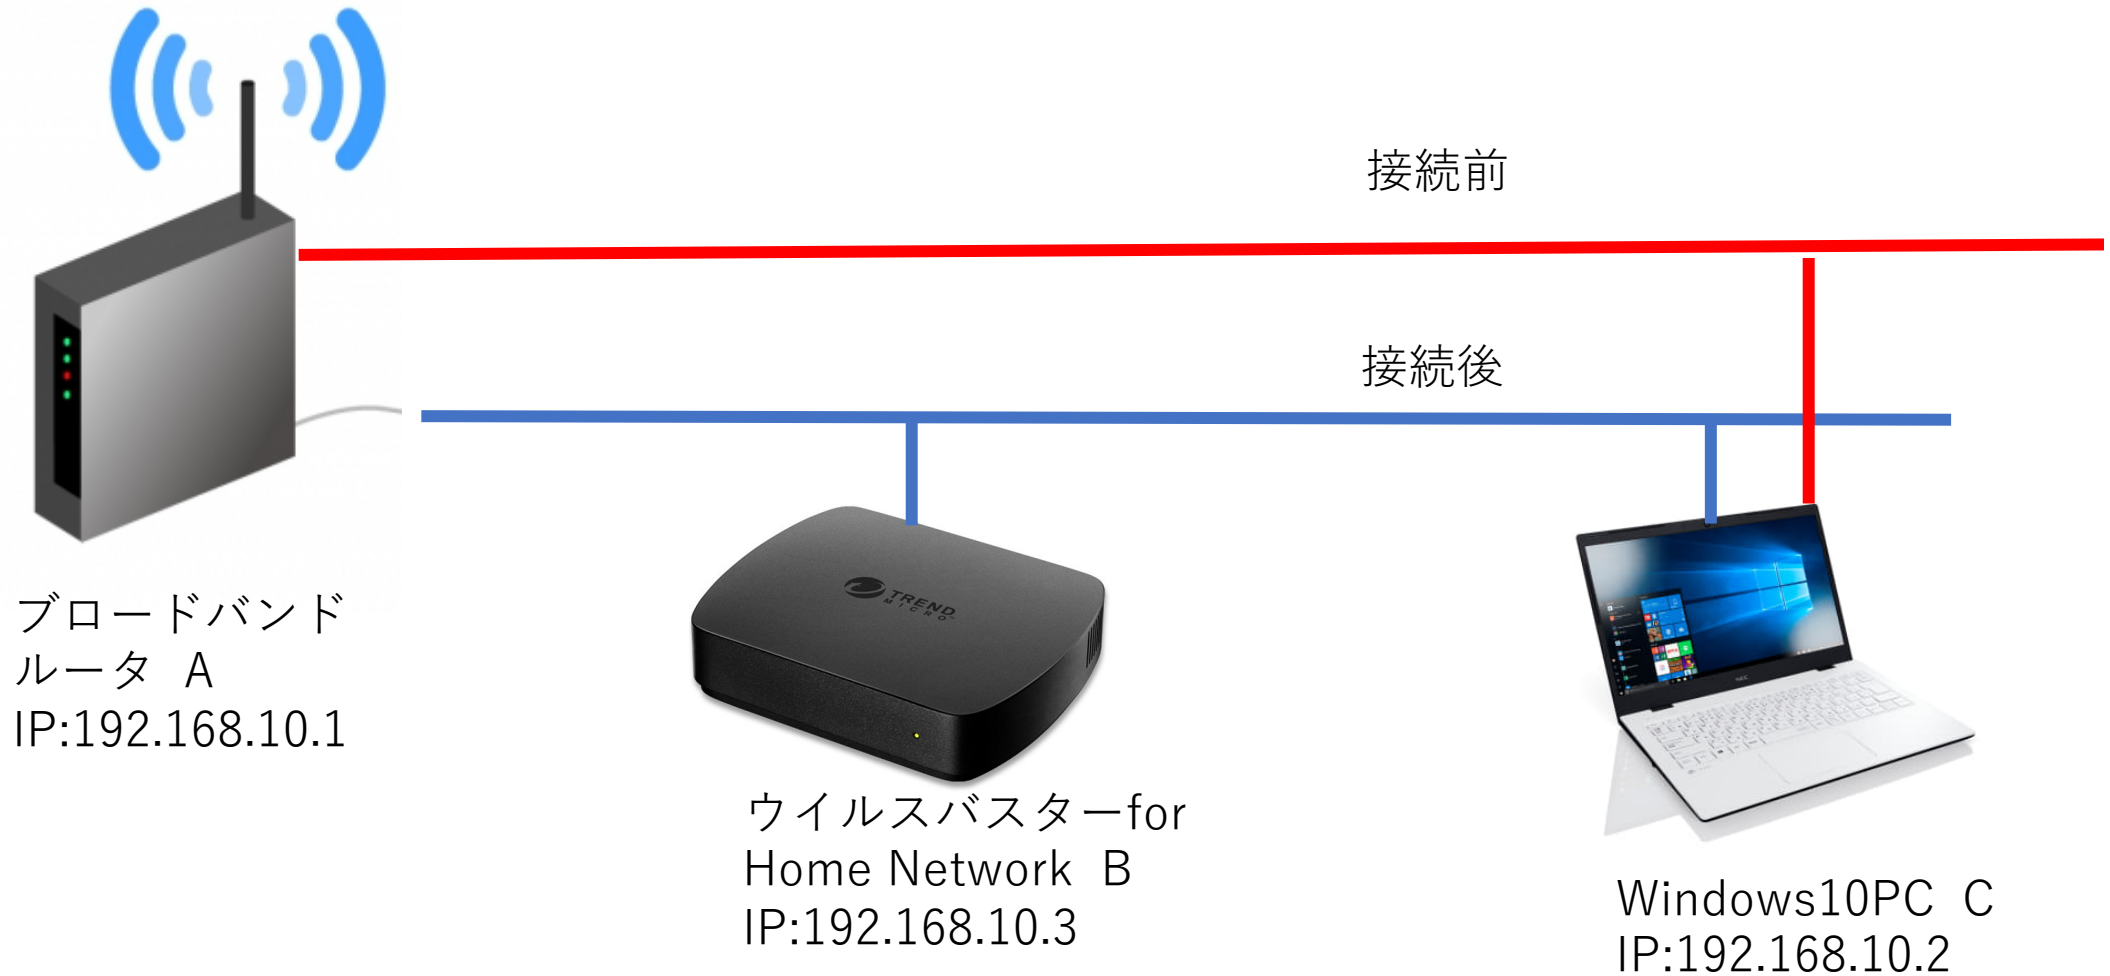 接続前
接続後
ブロードバンド
ルータ A
IP:192.168.10.1
TREND
MICRO
ウイルスバスターfor
Home Network B
IP:192.168.10.3
NEC
Windows10PC C
IP:192.168.10.2